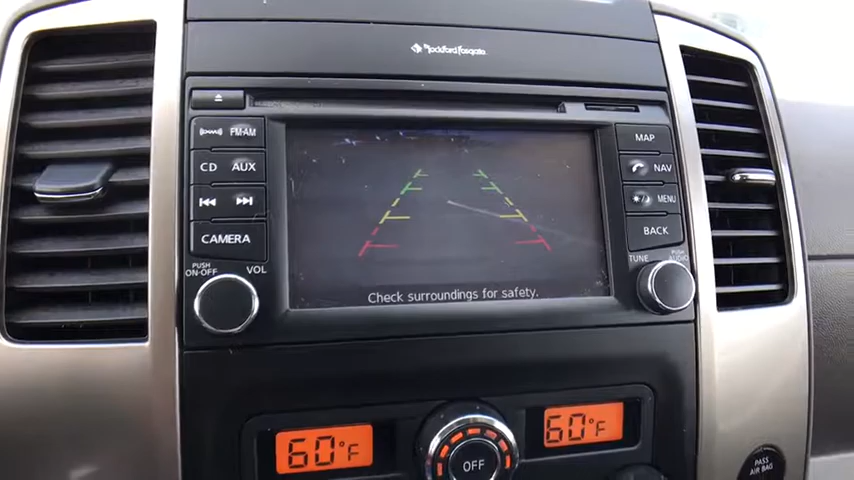 Rockford Fosgate
((SXM)) FM·AM
MAP
CD AUX
NAV
MENU
CAMERA
BACK
PUSH
ON·OFF
VOL
TUNE
PUSH
AUDIO
Check surroundings for safety.
60°F
60°F
OFF
PASS
AIR BAG